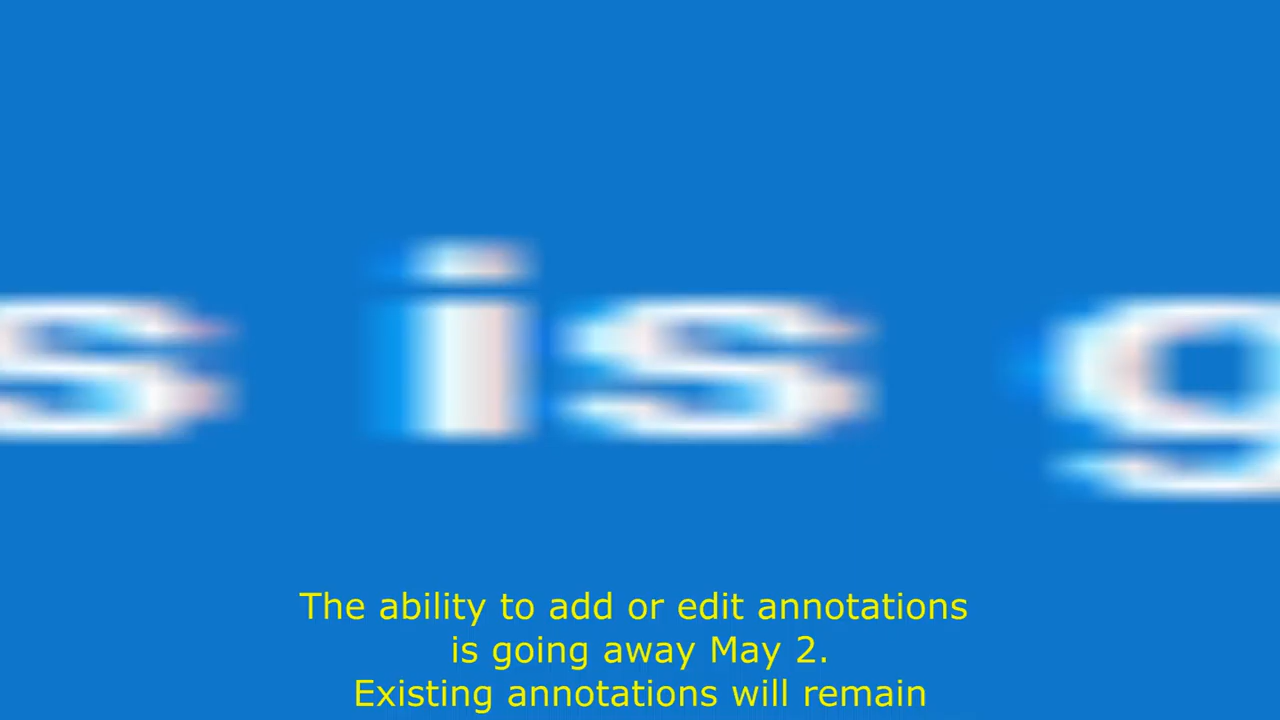 s is g
The ability to add or edit annotations
is going away May 2.
Existing annotations will remain